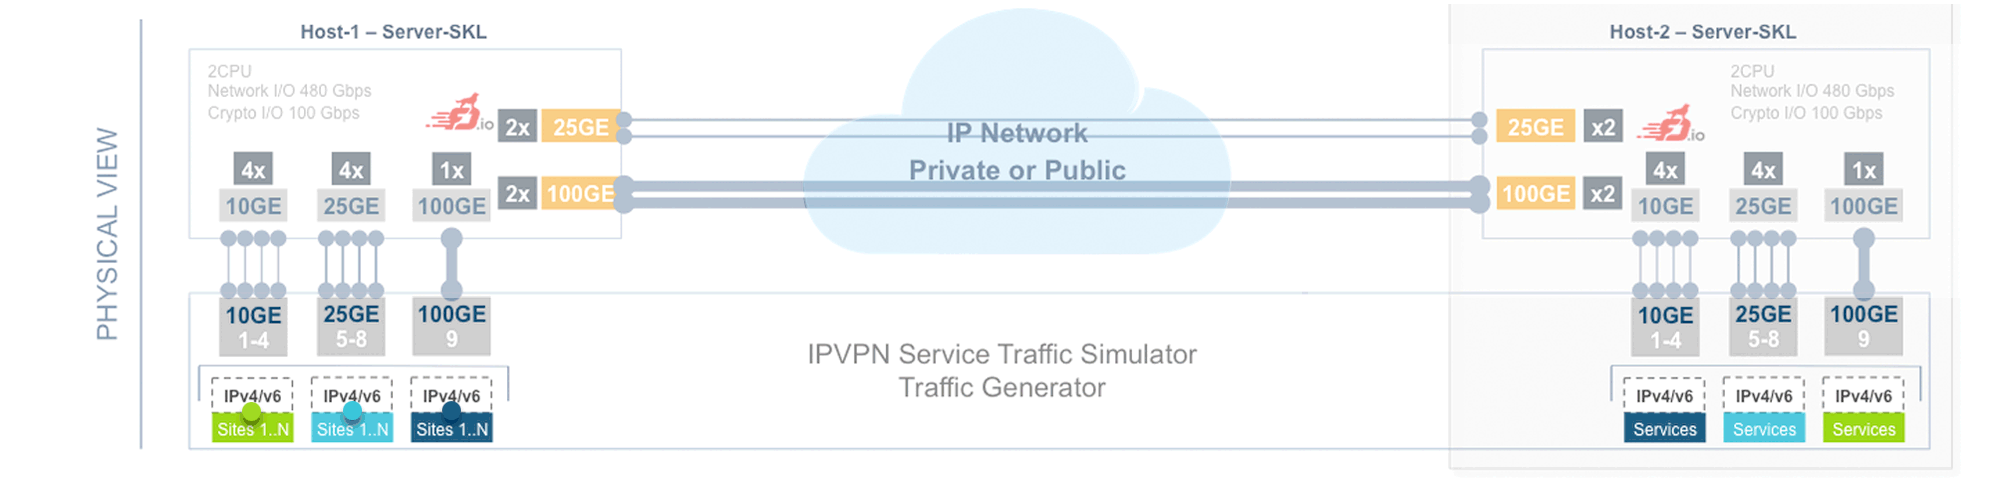 PHYSICAL VIEW
Host-1 – Server-SKL
2CPU
Network I/O 480 Gbps
Crypto I/O 100 Gbps
.io
2x 25GE
2x 100GE
4x 4x 1x
10GE 25GE 100GE
IP Network
Private or Public
Host-2 – Server-SKL
2CPU
Network I/O 480 Gbps
Crypto I/O 100 Gbps
25GE x2
.io
100GE x2
4x 4x 1x
10GE 25GE 100GE
10GE 25GE 100GE
1-4 5-8 9
IPv4/v6 IPv4/v6 IPv4/v6
Sites 1..N Sites 1..N Sites 1..N
IPVPN Service Traffic Simulator
Traffic Generator
10GE 25GE 100GE
1-4 5-8 9
IPv4/v6 IPv4/v6 IPv4/v6
Services Services Services